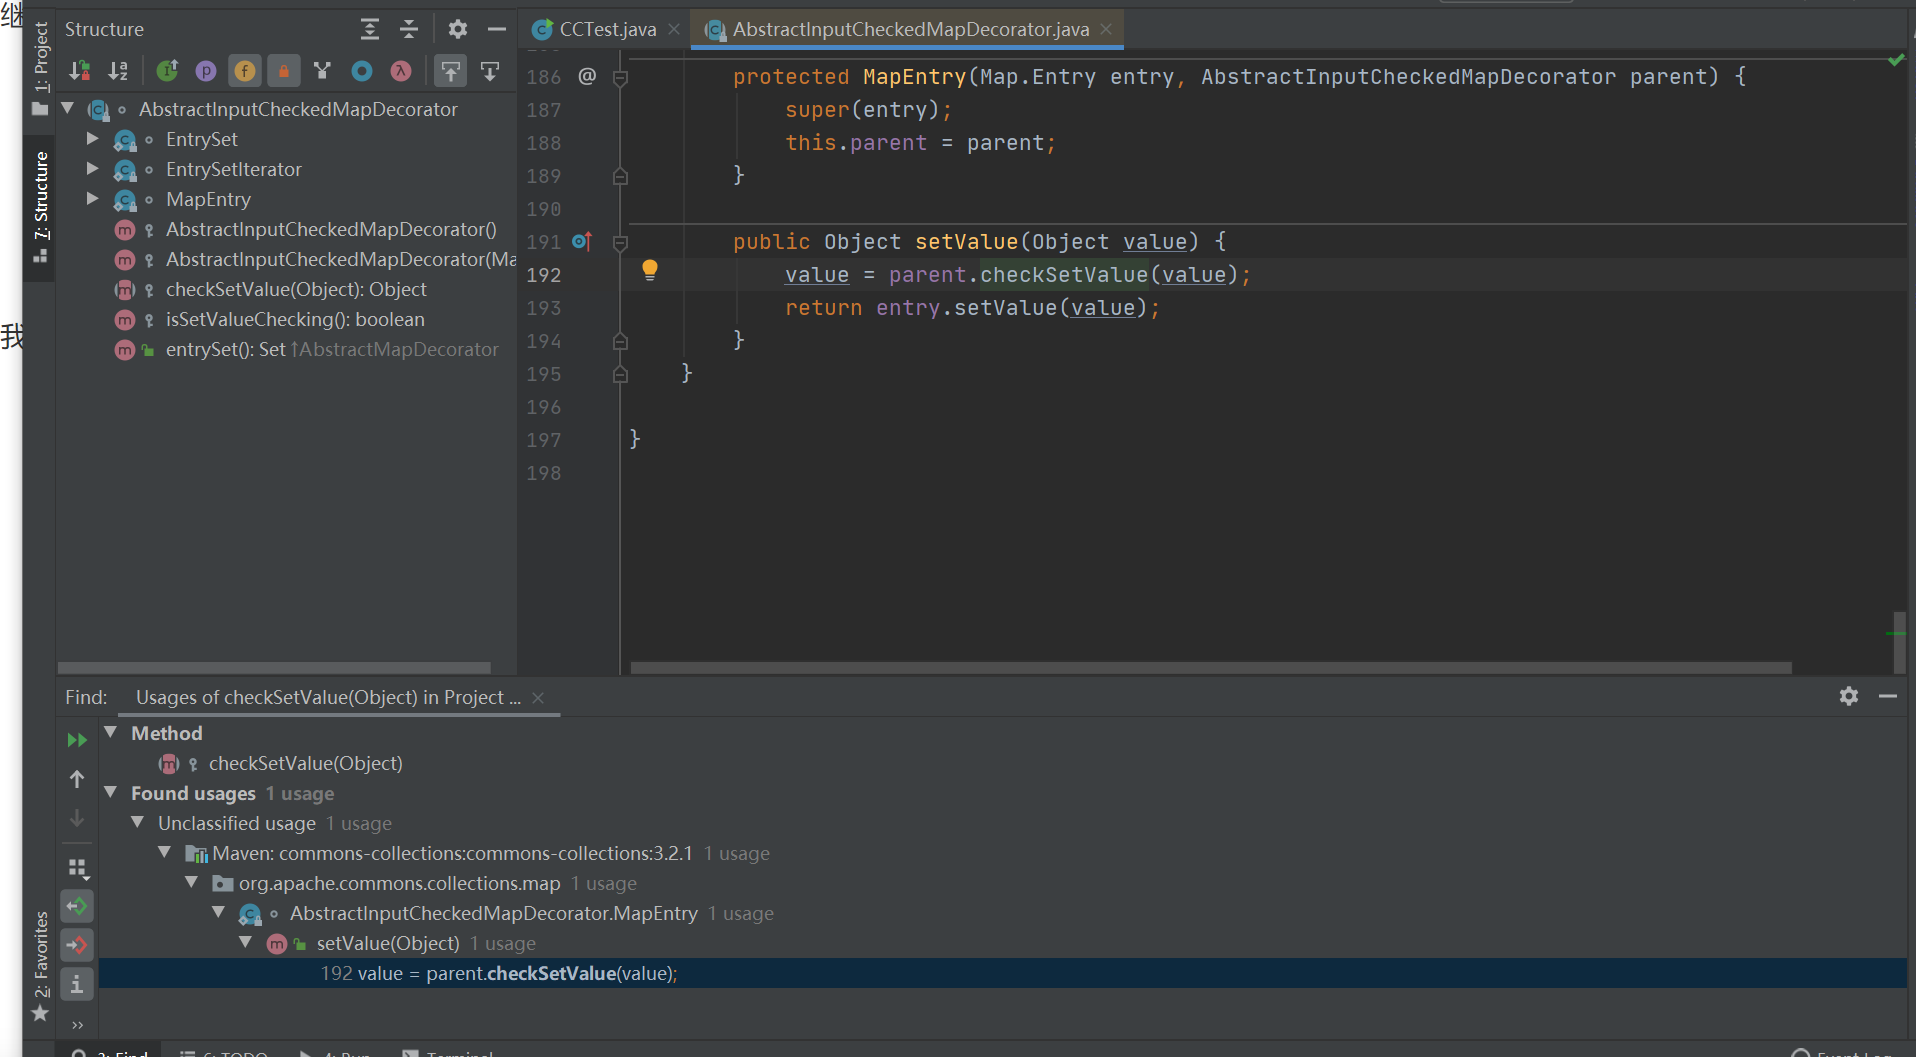 继
我
1: Project
7: Structure
2: Favorites
Structure
AbstractInputCheckedMapDecorator
EntrySet
EntrySetIterator
MapEntry
AbstractInputCheckedMapDecorator()
AbstractInputCheckedMapDecorator(Ma
checkSetValue(Object): Object
isSetValueChecking(): boolean
entrySet(): Set ↑AbstractMapDecorator
CCTest.java
AbstractInputCheckedMapDecorator.java
186 @ protected MapEntry(Map.Entry entry, AbstractInputCheckedMapDecorator parent) {
187 super(entry);
188 this.parent = parent;
189 }
190
191 public Object setValue(Object value) {
192 value = parent.checkSetValue(value);
193 return entry.setValue(value);
194 }
195 }
196
197 }
198
Find: Usages of checkSetValue(Object) in Project ...
Method
checkSetValue(Object)
Found usages 1 usage
Unclassified usage 1 usage
Maven: commons-collections:commons-collections:3.2.1 1 usage
org.apache.commons.collections.map 1 usage
AbstractInputCheckedMapDecorator.MapEntry 1 usage
setValue(Object) 1 usage
192 value = parent.checkSetValue(value);
3: Find 6: TODO 4: Run Terminal Event Log